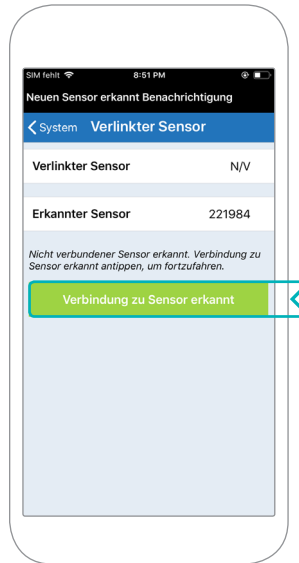 SIM fehlt 8:51 PM
Neuen Sensor erkannt Benachrichtigung
System Verlinkter Sensor
Verlinkter Sensor N/V
Erkannter Sensor 221984
Nicht verbundener Sensor erkannt. Verbindung zu
Sensor erkannt antippen, um fortzufahren.
Verbindung zu Sensor erkannt